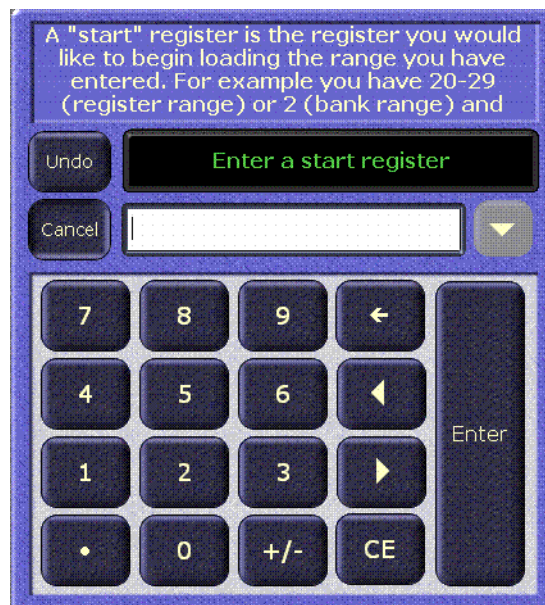 A "start" register is the register you would
like to begin loading the range you have
entered. For example you have 20-29
(register range) or 2 (bank range) and
Undo
Enter a start register
Cancel
7 8 9
4 5 6
Enter
1 2 3
. 0 +/- CE